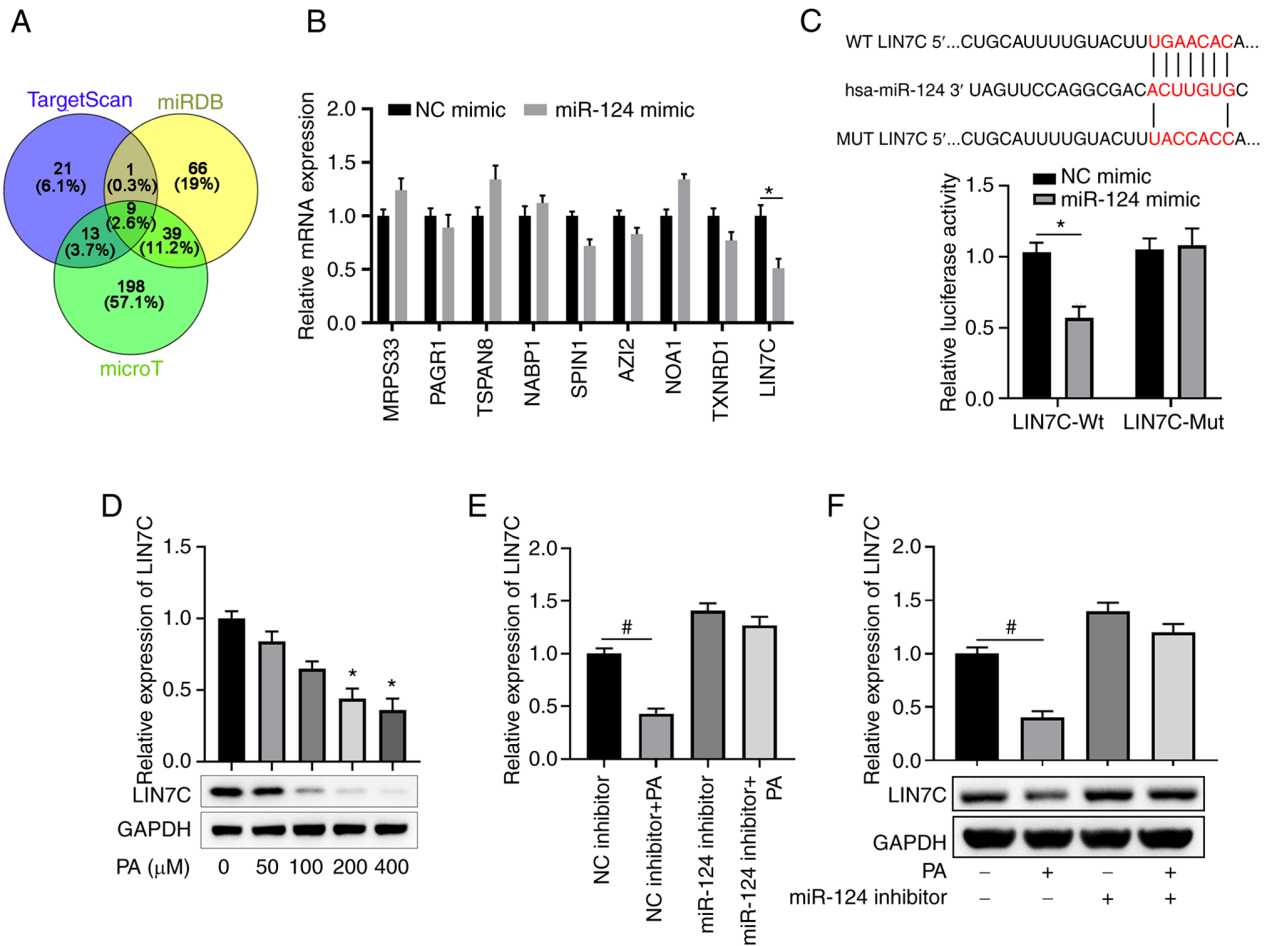 A
TargetScan
miRDB
21
(6.1%)
1
(0.3%)
66
(19%)
9
(2.6%)
13
(3.7%)
39
(11.2%)
198
(57.1%)
microT
B
Relative mRNA expression
2.0
1.5
1.0
0.5
0.0
NC mimic
miR-124 mimic
*
MRPS33
PAGR1
TSPAN8
NABP1
SPIN1
AZI2
NOA1
TXNRD1
LIN7C
C
WT LIN7C 5′...CUGCAUUUUGUACUUUGAACACA...
hsa-miR-124 3′ UAGUUCCAGGCGACACUUGUGC
MUT LIN7C 5′...CUGCAUUUUGUACUUUACCACCA...
Relative luciferase activity
1.5
1.0
0.5
0.0
NC mimic
miR-124 mimic
*
LIN7C-Wt
LIN7C-Mut
D
Relative expression of LIN7C
1.5
1.0
0.5
0.0
* *
LIN7C
GAPDH
PA (μM) 0 50 100 200 400
E
Relative expression of LIN7C
2.0
1.5
1.0
0.5
0.0
#
NC inhibitor
NC inhibitor+PA
miR-124 inhibitor
miR-124 inhibitor+
PA
F
Relative expression of LIN7C
2.0
1.5
1.0
0.5
0.0
#
LIN7C
GAPDH
PA − + − +
miR-124 inhibitor − − + +